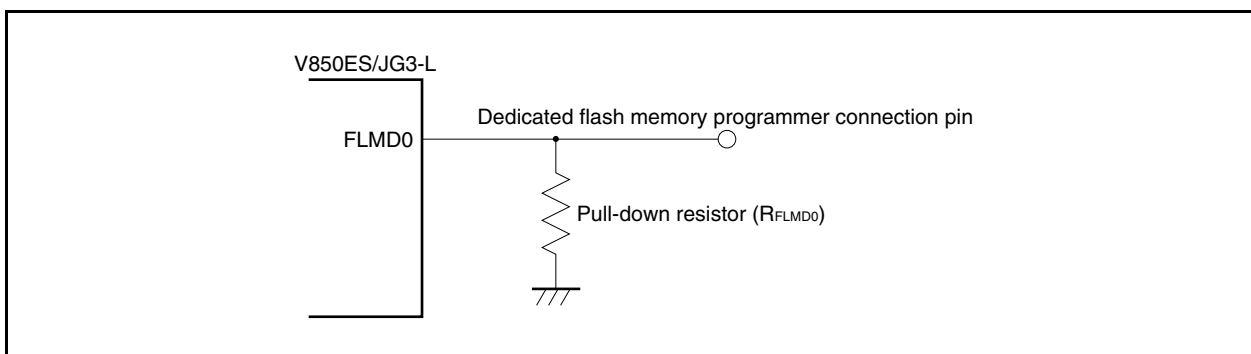 V850ES/JG3-L
Dedicated flash memory programmer connection pin
FLMD0
Pull-down resistor (RFLMD0)